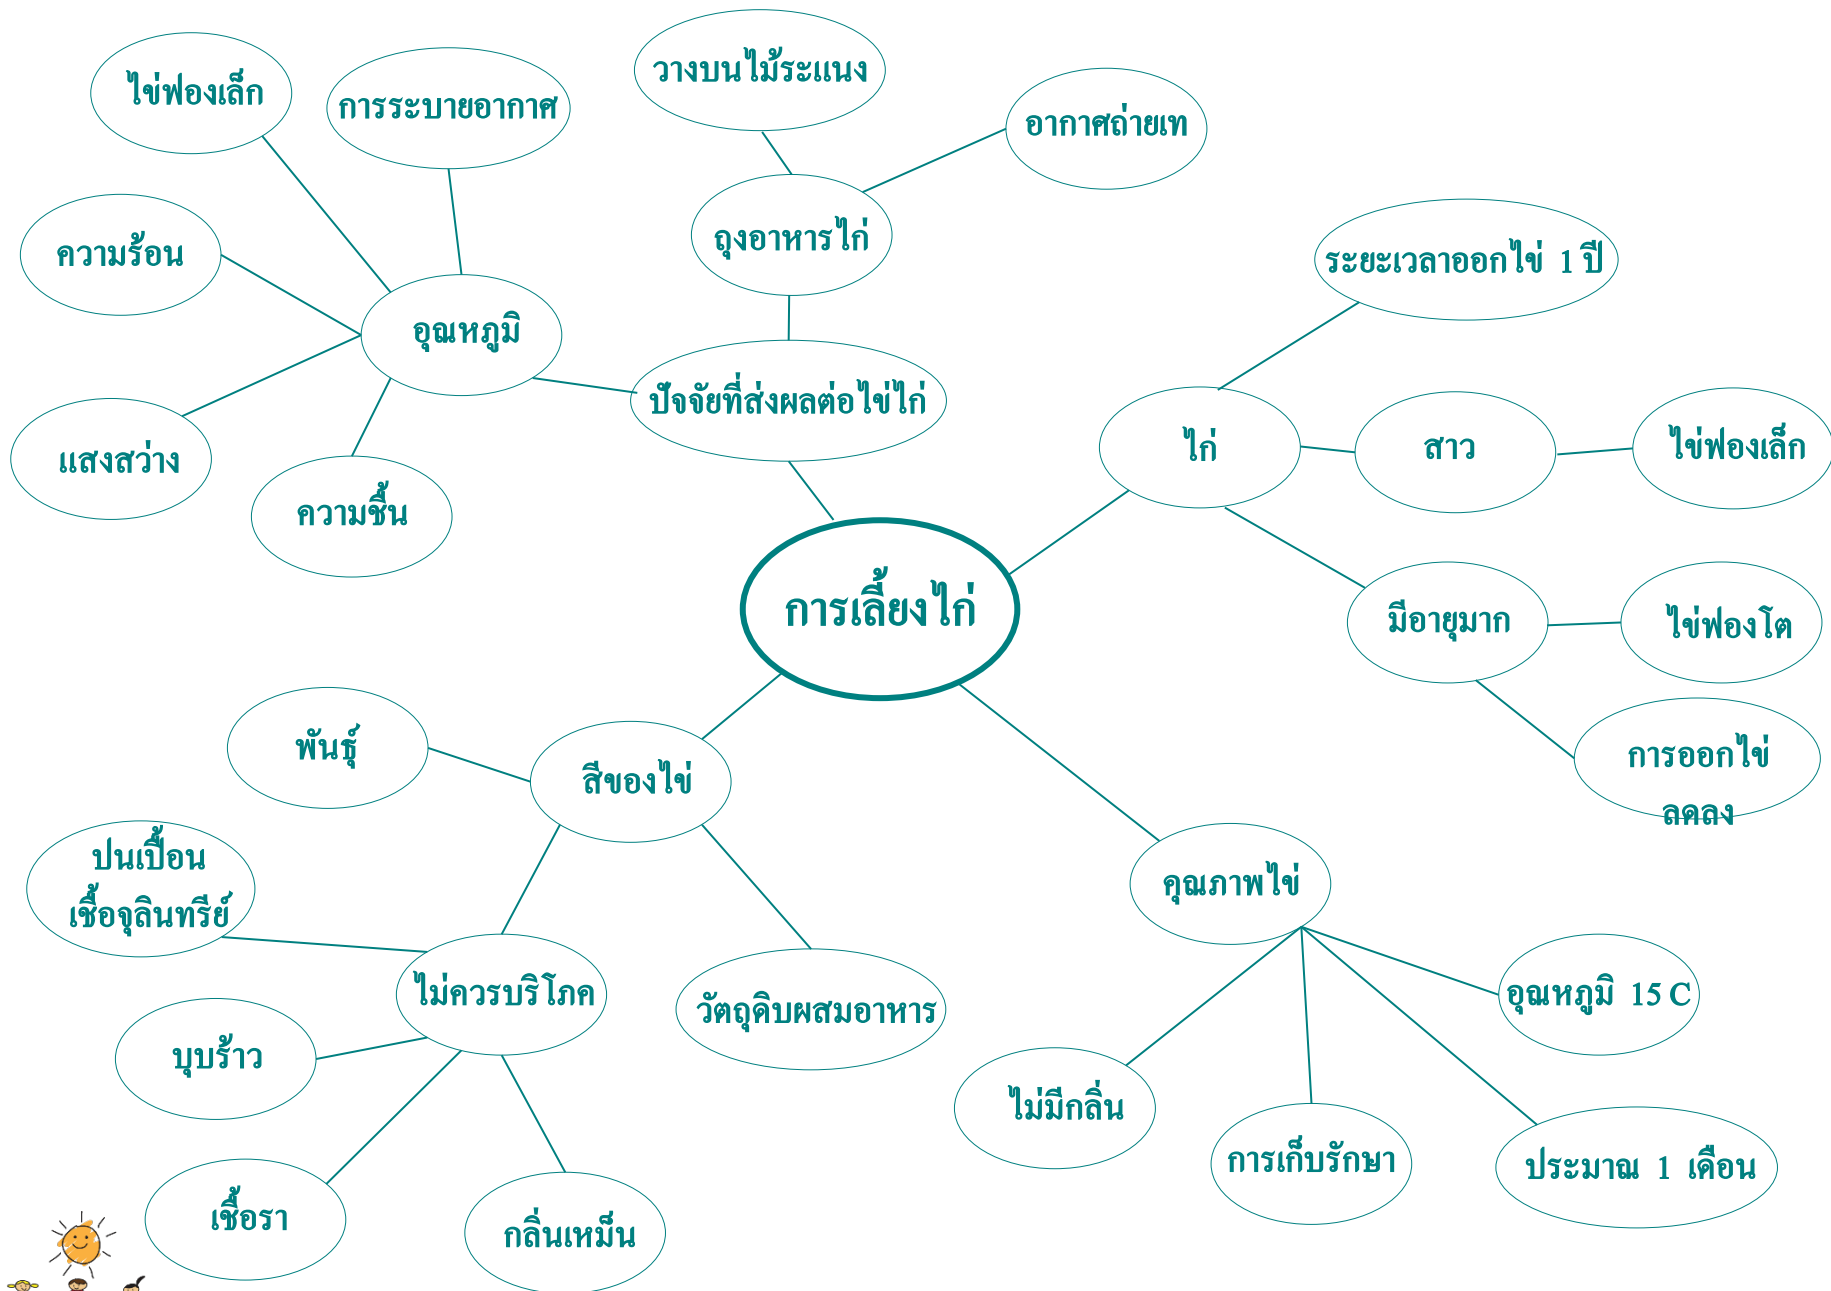 วางบนไม้ระแนง
ไข่ฟองเล็ก
การระบายอากาศ
อากาศถ่ายเท
ความร้อน
ถุงอาหารไก่
ระยะเวลาออกไข่ 1 ปี
อุณหภูมิ
ปัจจัยที่ส่งผลต่อไข่ไก่
แสงสว่าง
ความชื้น
ไก่
สาว
ไข่ฟองเล็ก
การเลี้ยงไก่
มีอายุมาก
ไข่ฟองโต
การออกไข่
ลดลง
พันธุ์
สีของไข่
ปนเปื้อน
เชื้อจุลินทรีย์
คุณภาพไข่
ไม่ควรบริโภค
วัตถุดิบผสมอาหาร
อุณหภูมิ 15 C
บุบร้าว
ไม่มีกลิ่น
การเก็บรักษา
ประมาณ 1 เดือน
เชื้อรา
กลิ่นเหม็น